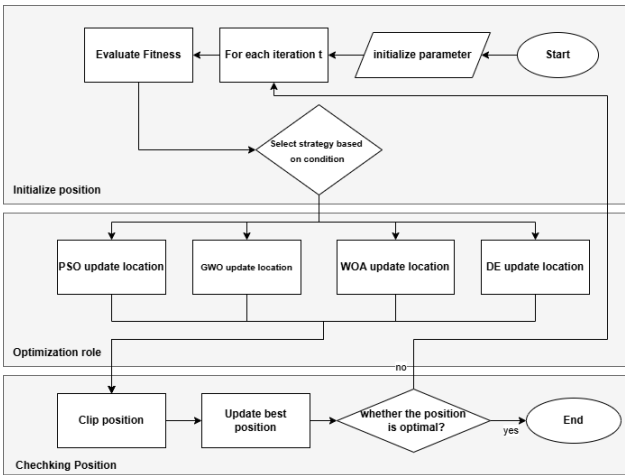 Evaluate Fitness
For each iteration t
initialize parameter
Start
Select strategy based
on condition
Initialize position
PSO update location
GWO update location
WOA update location
DE update location
Optimization role
no
Clip position
Update best
position
whether the position
is optimal?
yes
End
Chechking Position